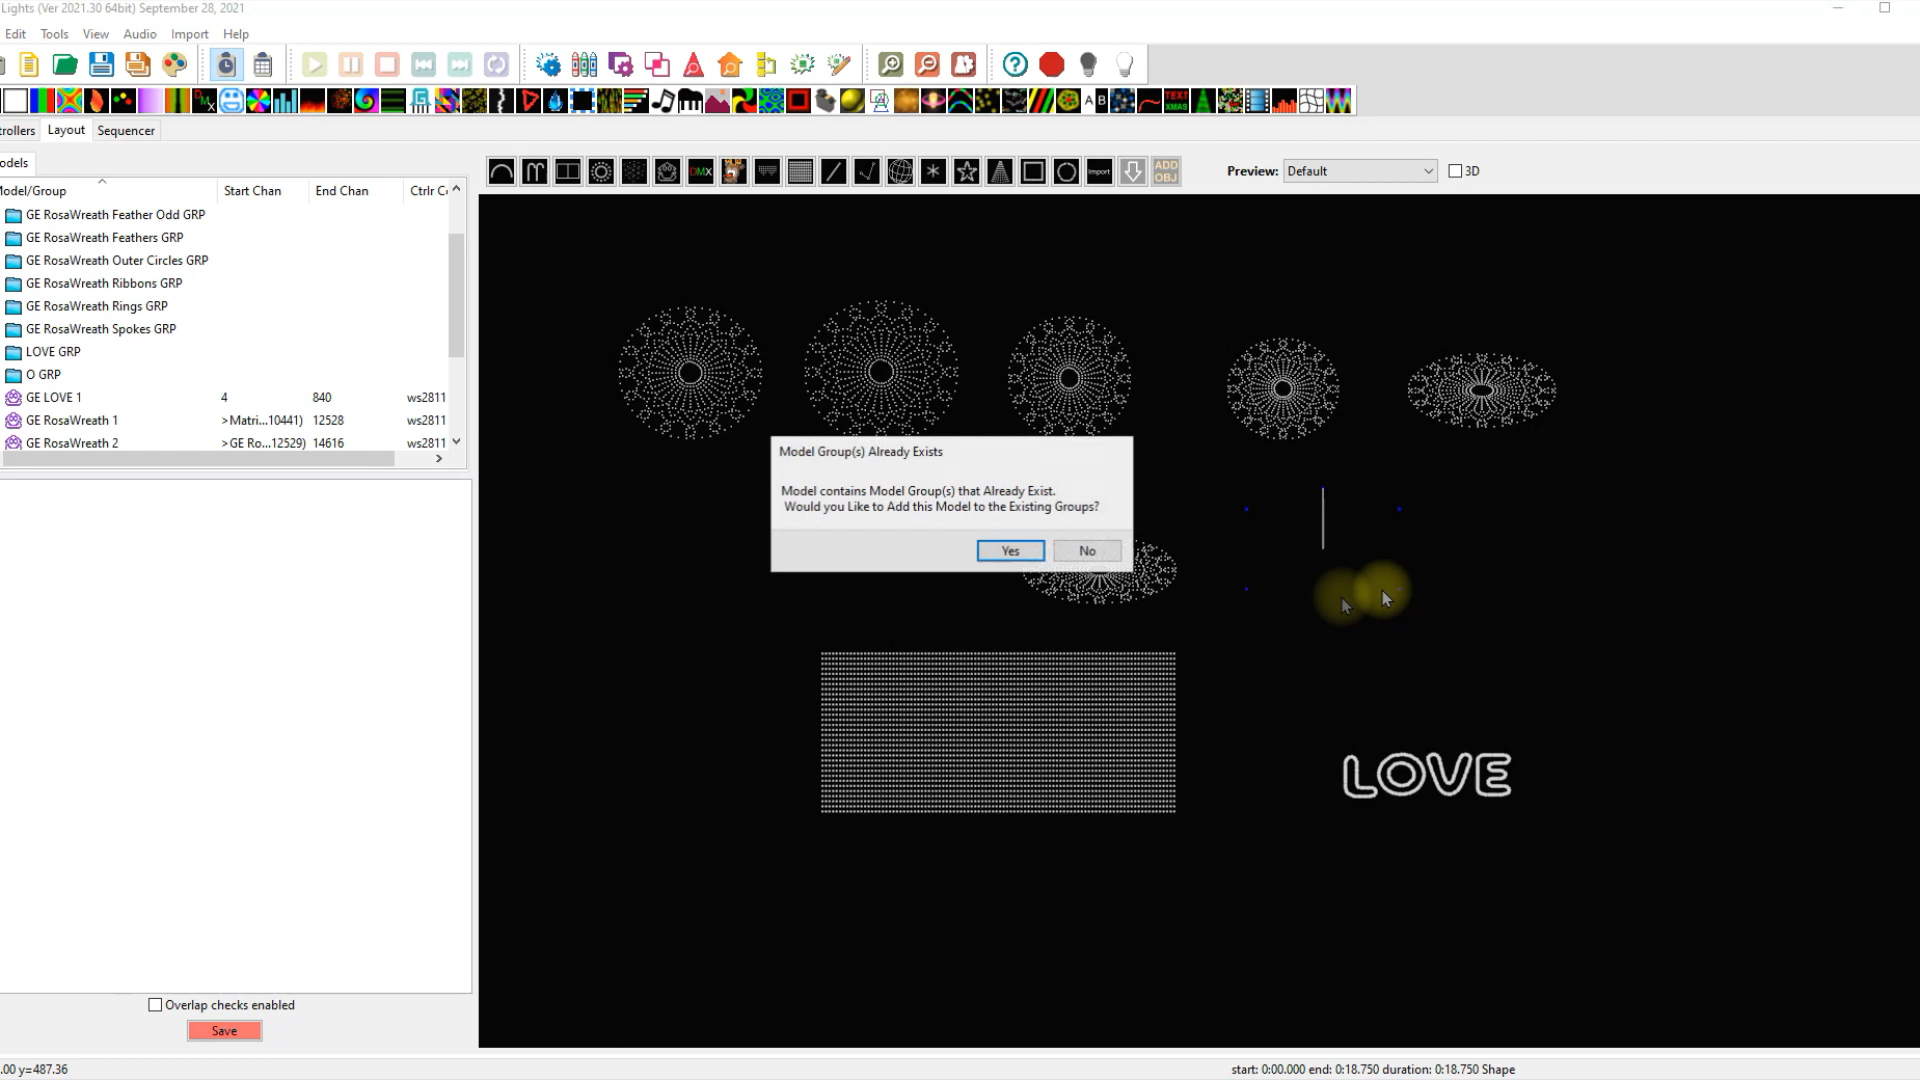 Lights (Ver 2021.30 64bit) September 28, 2021
Edit Tools View Audio Import Help
DMX
A B
TEXT XMAS
Layout Sequencer
Start Chan End Chan
GE RosaWreath Feather Odd GRP
GE RosaWreath Feathers GRP
GE RosaWreath Outer Circles GRP
GE RosaWreath Ribbons GRP
GE RosaWreath Rings GRP
GE RosaWreath Spokes GRP
LOVE GRP
O GRP
GE LOVE 1 4 840 ws2811
GE RosaWreath 1 >Matri...10441) 12528 ws2811
GE RosaWreath 2 >GE Ro...12529) 14616 ws2811
DMX
Import
ADD OBJ
Preview: Default 3D
Model Group(s) Already Exists
Model contains Model Group(s) that Already Exist.
Would you Like to Add this Model to the Existing Groups?
Yes No
LOVE
Overlap checks enabled
Save
.00 y=487.36
start: 0:00.000 end: 0:18.750 duration: 0:18.750 Shape